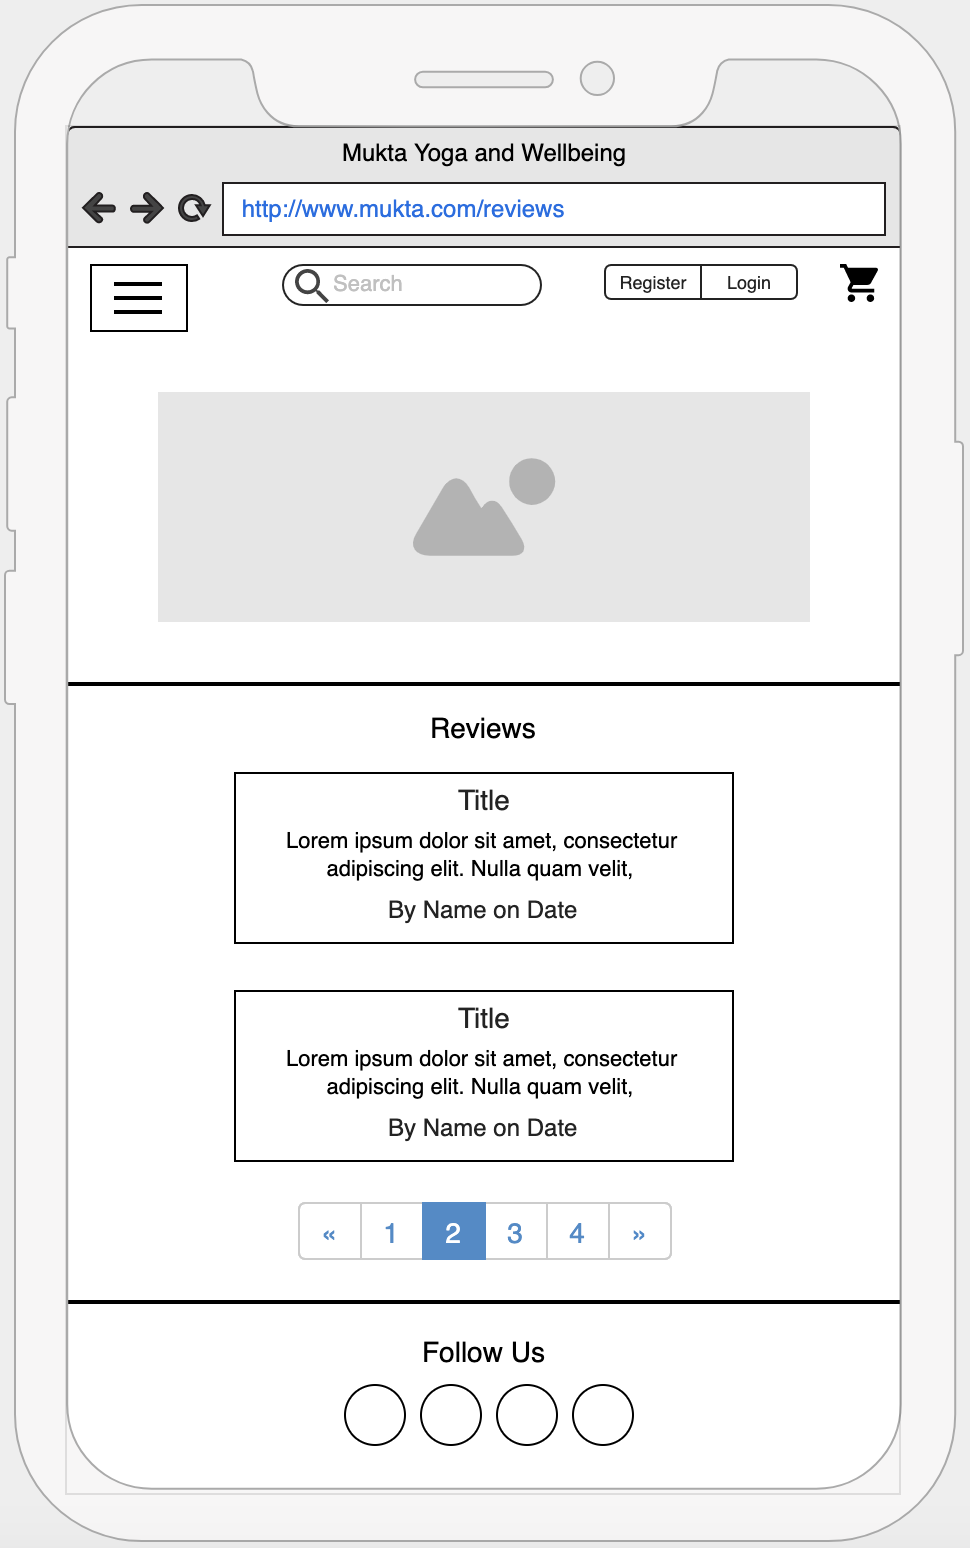 Mukta Yoga and Wellbeing
http://www.mukta.com/reviews
Search
Register Login
Reviews
Title
Lorem ipsum dolor sit amet, consectetur
adipiscing elit. Nulla quam velit,
By Name on Date
Title
Lorem ipsum dolor sit amet, consectetur
adipiscing elit. Nulla quam velit,
By Name on Date
« 1 2 3 4 »
Follow Us